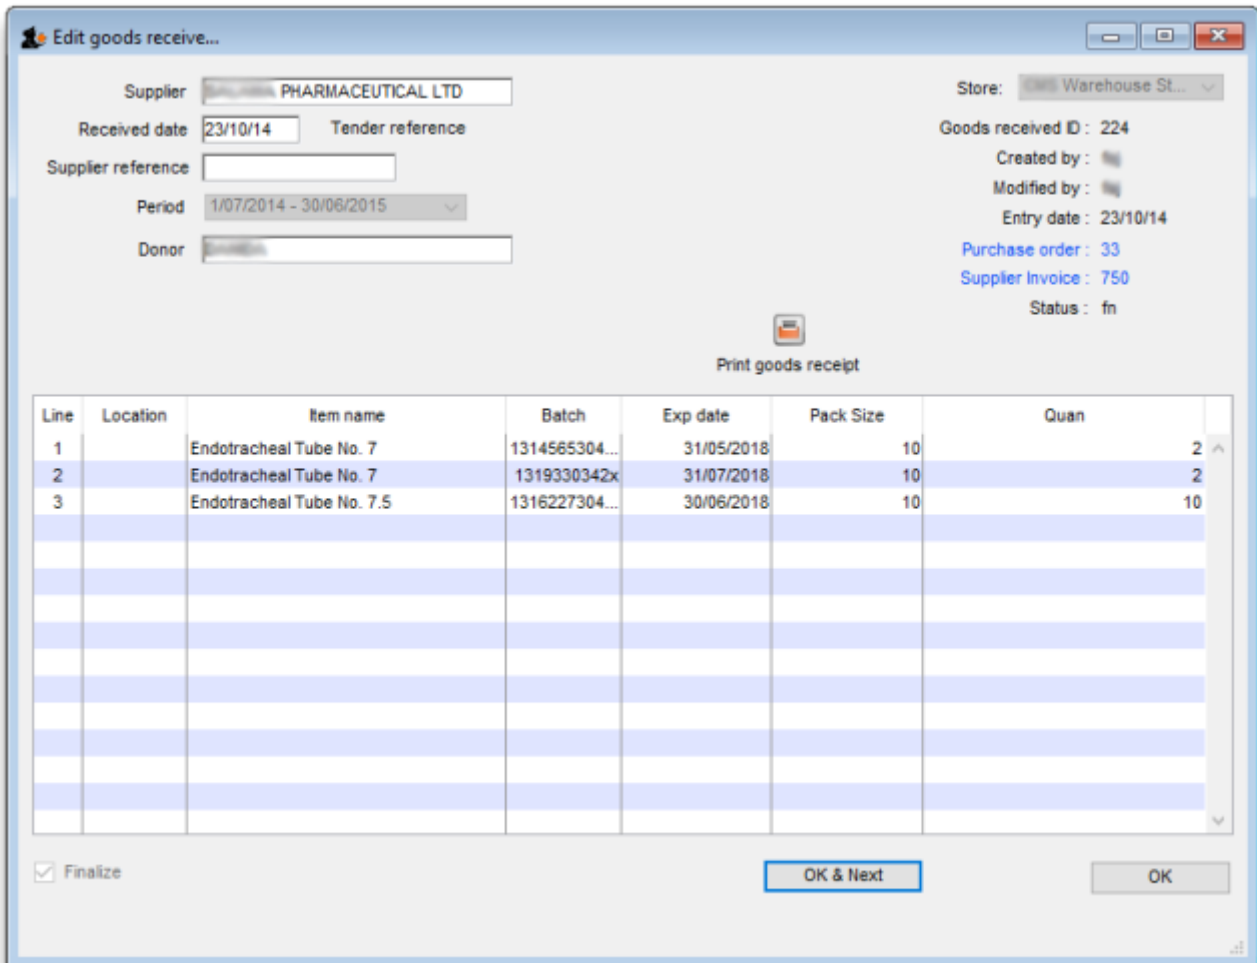 Edit goods receive...
Supplier PHARMACEUTICAL LTD
Store: Warehouse St...
Received date 23/10/14 Tender reference
Goods received ID : 224
Supplier reference
Created by :
Modified by :
Period 1/07/2014 - 30/06/2015
Entry date : 23/10/14
Donor
Purchase order : 33
Supplier Invoice : 750
Status : fn
Print goods receipt
Line Location Item name Batch Exp date Pack Size Quan
1 Endotracheal Tube No. 7 1314565304... 31/05/2018 10 2
2 Endotracheal Tube No. 7 1319330342x 31/07/2018 10 2
3 Endotracheal Tube No. 7.5 1316227304... 30/06/2018 10 10
Finalize
OK & Next
OK